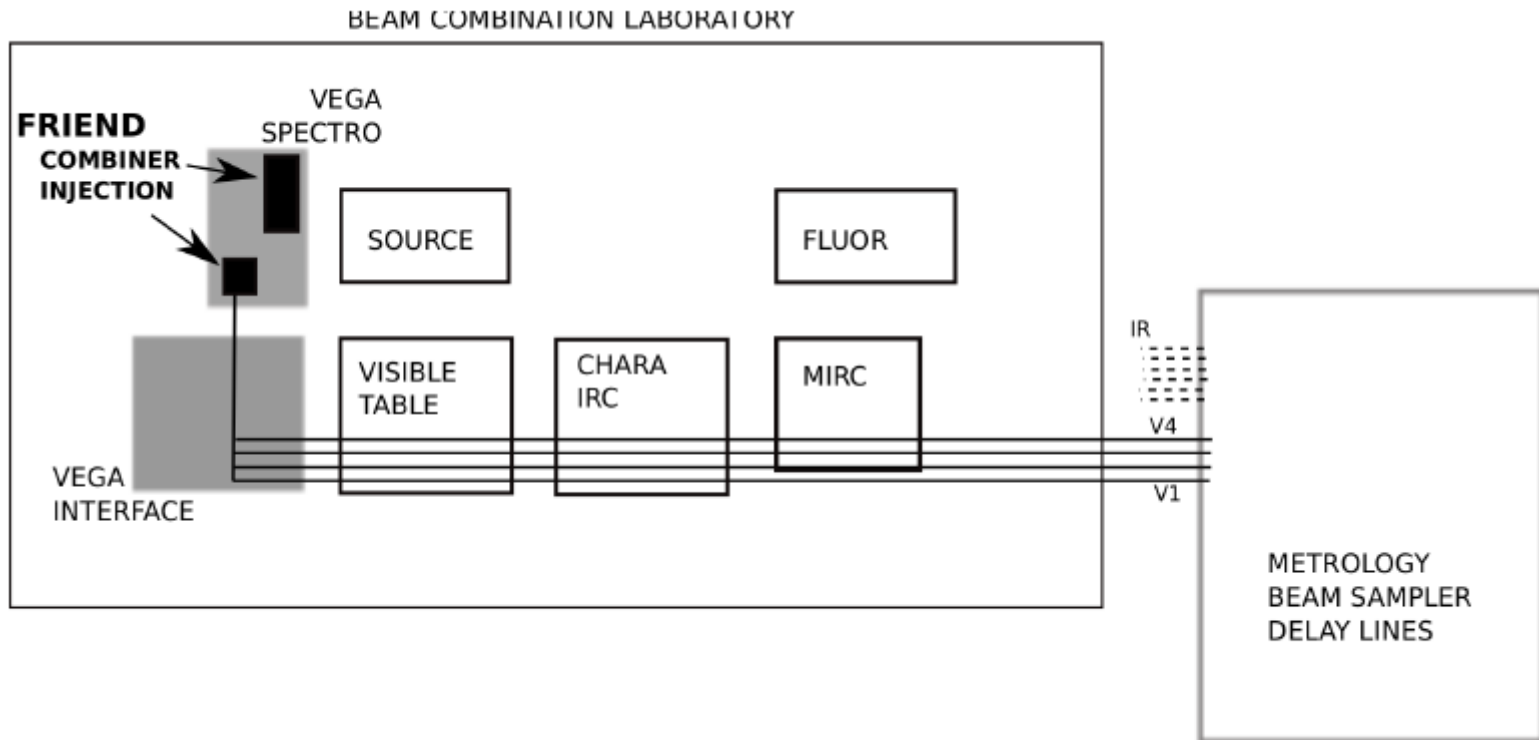 BEAM COMBINATION LABORATORY
VEGA
SPECTRO
FRIEND
COMBINER
INJECTION
SOURCE
FLUOR
VISIBLE
TABLE
CHARA
IRC
MIRC
IR
V4
V1
VEGA
INTERFACE
METROLOGY
BEAM SAMPLER
DELAY LINES